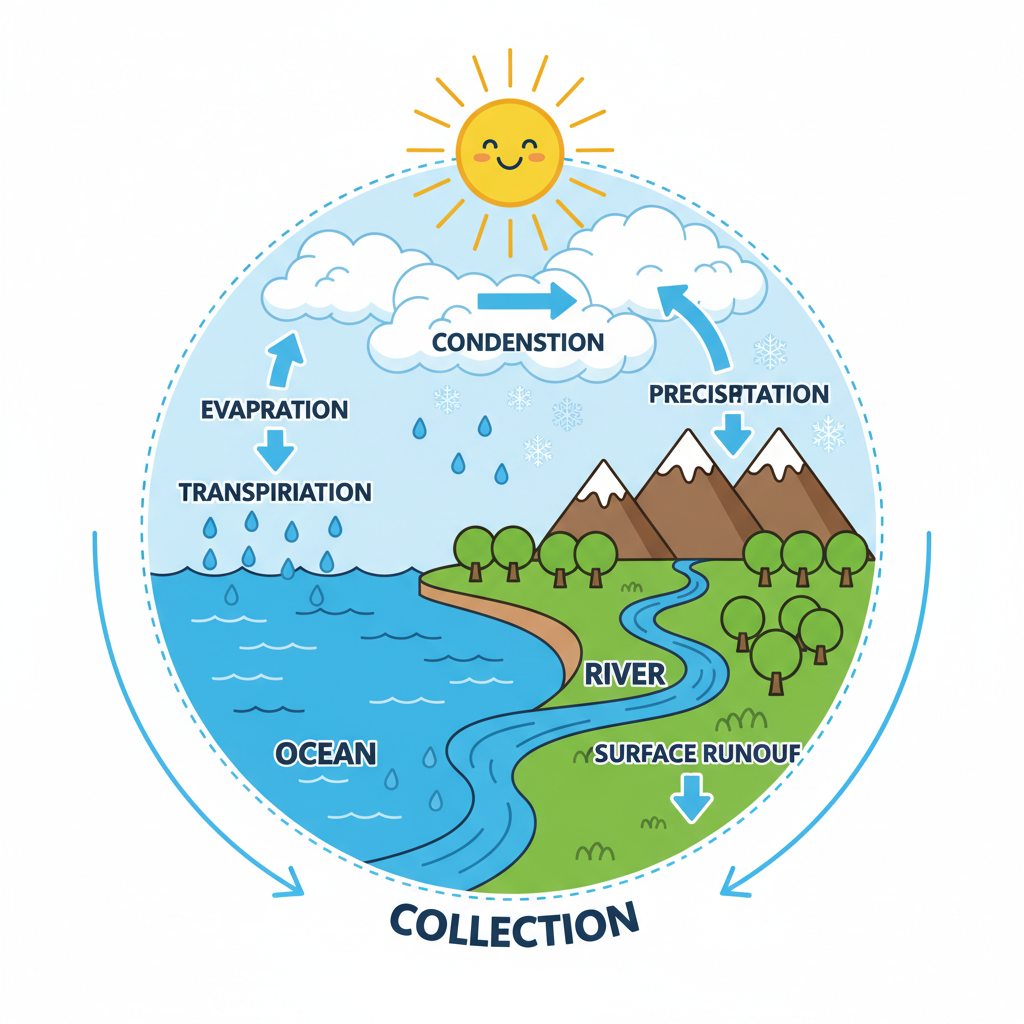 CONDENSTION
EVAPRATION
PRECISPTATION
TRANSPIRIATION
RIVER
OCEAN
SURFACE RUNOUF
COLLECTION